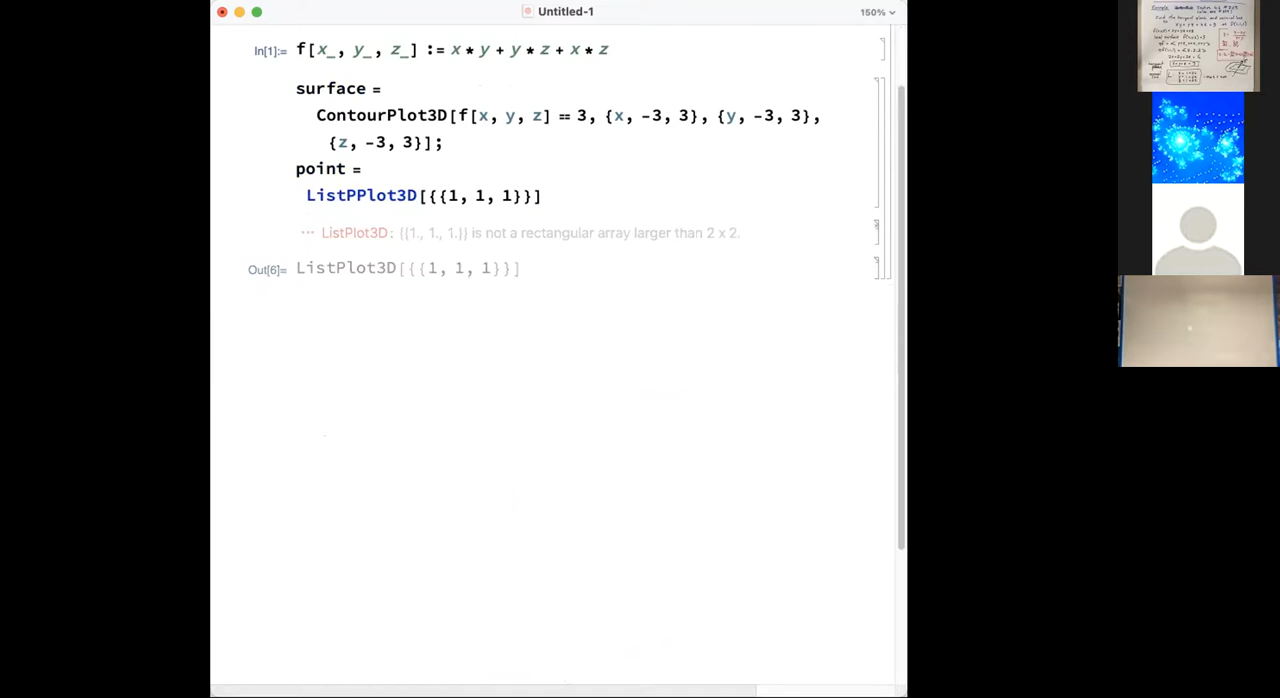 Untitled-1
150%
In[1]:= f[x_, y_, z_] := x * y + y * z + x * z
surface =
ContourPlot3D[f[x, y, z] == 3, {x, -3, 3}, {y, -3, 3},
{z, -3, 3}];
point =
ListPPlot3D[{{1, 1, 1}}]
··· ListPlot3D: {{1., 1., 1.}} is not a rectangular array larger than 2 x 2.
Out[6]= ListPlot3D[{{1, 1, 1}}]